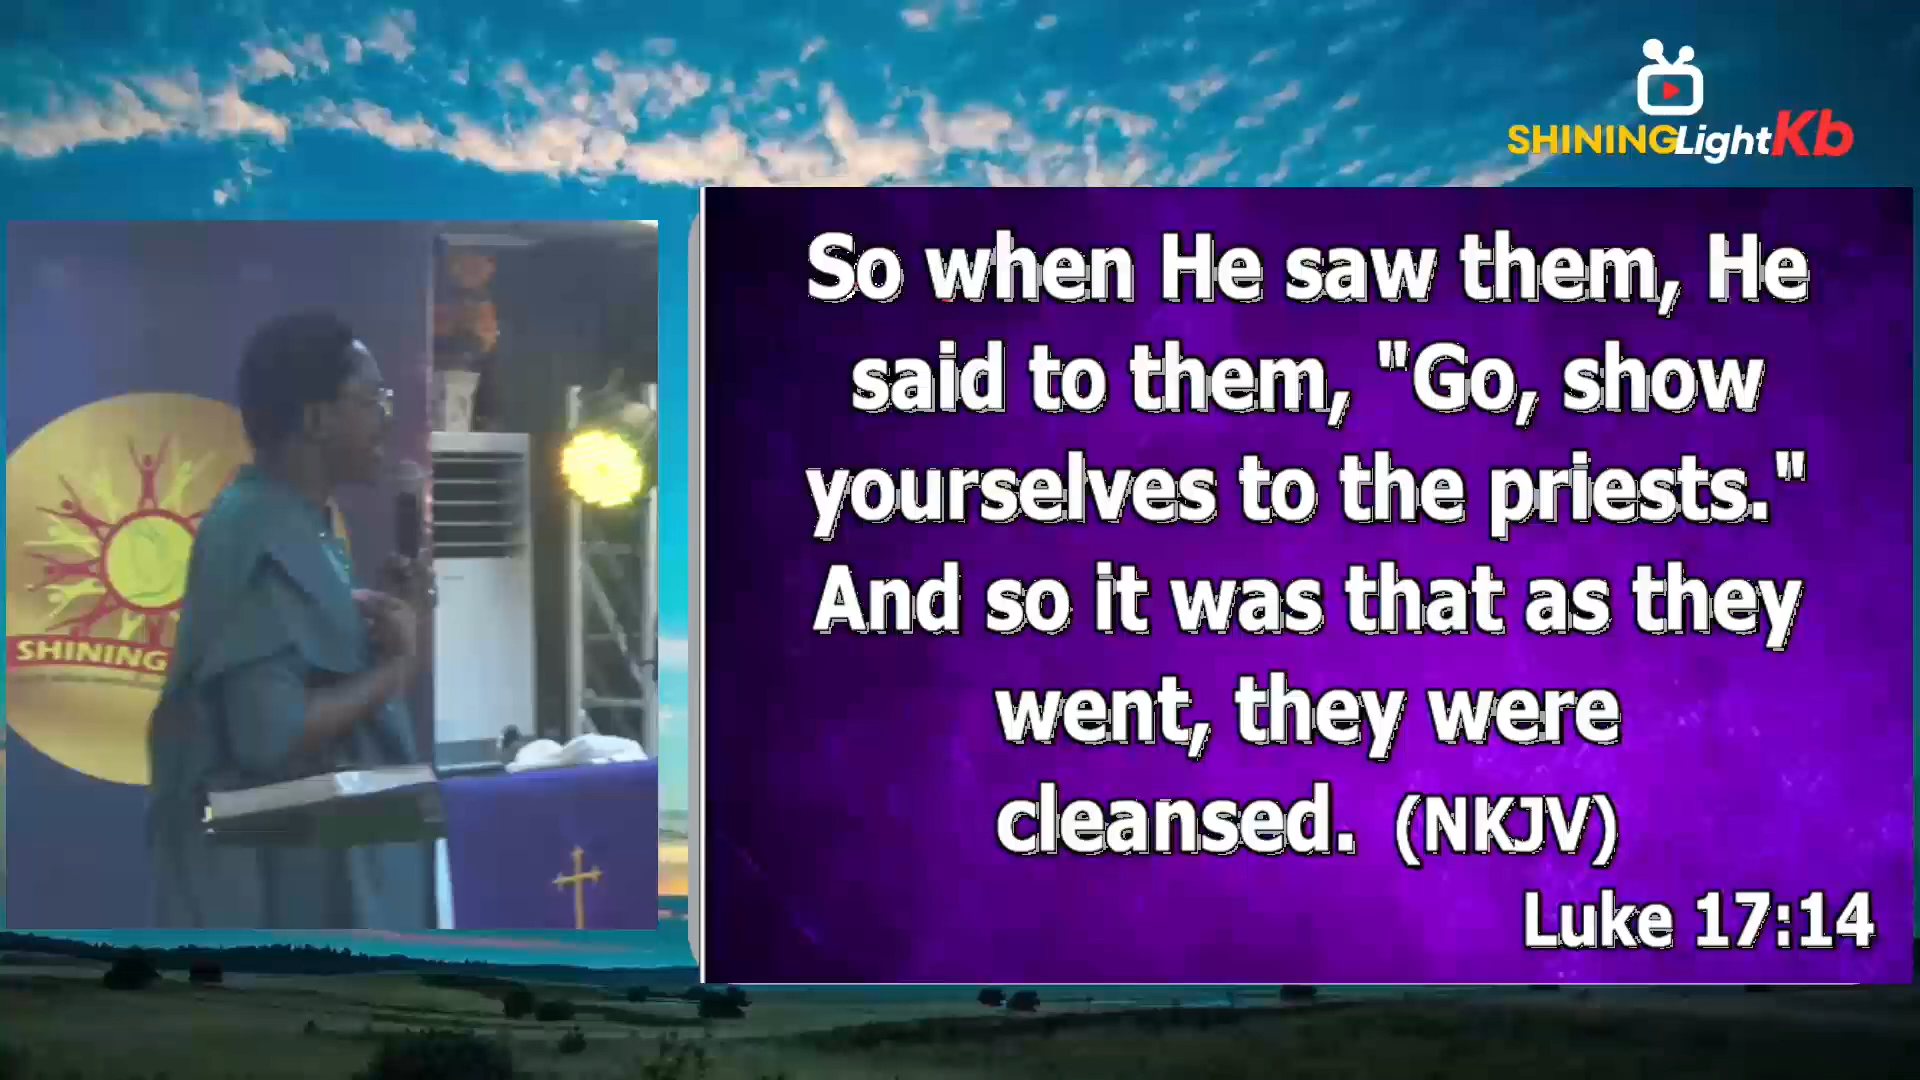 SHININGLightKb
So when He saw them, He
said to them, "Go, show
yourselves to the priests."
And so it was that as they
went, they were
cleansed. (NKJV)
Luke 17:14
SHINING